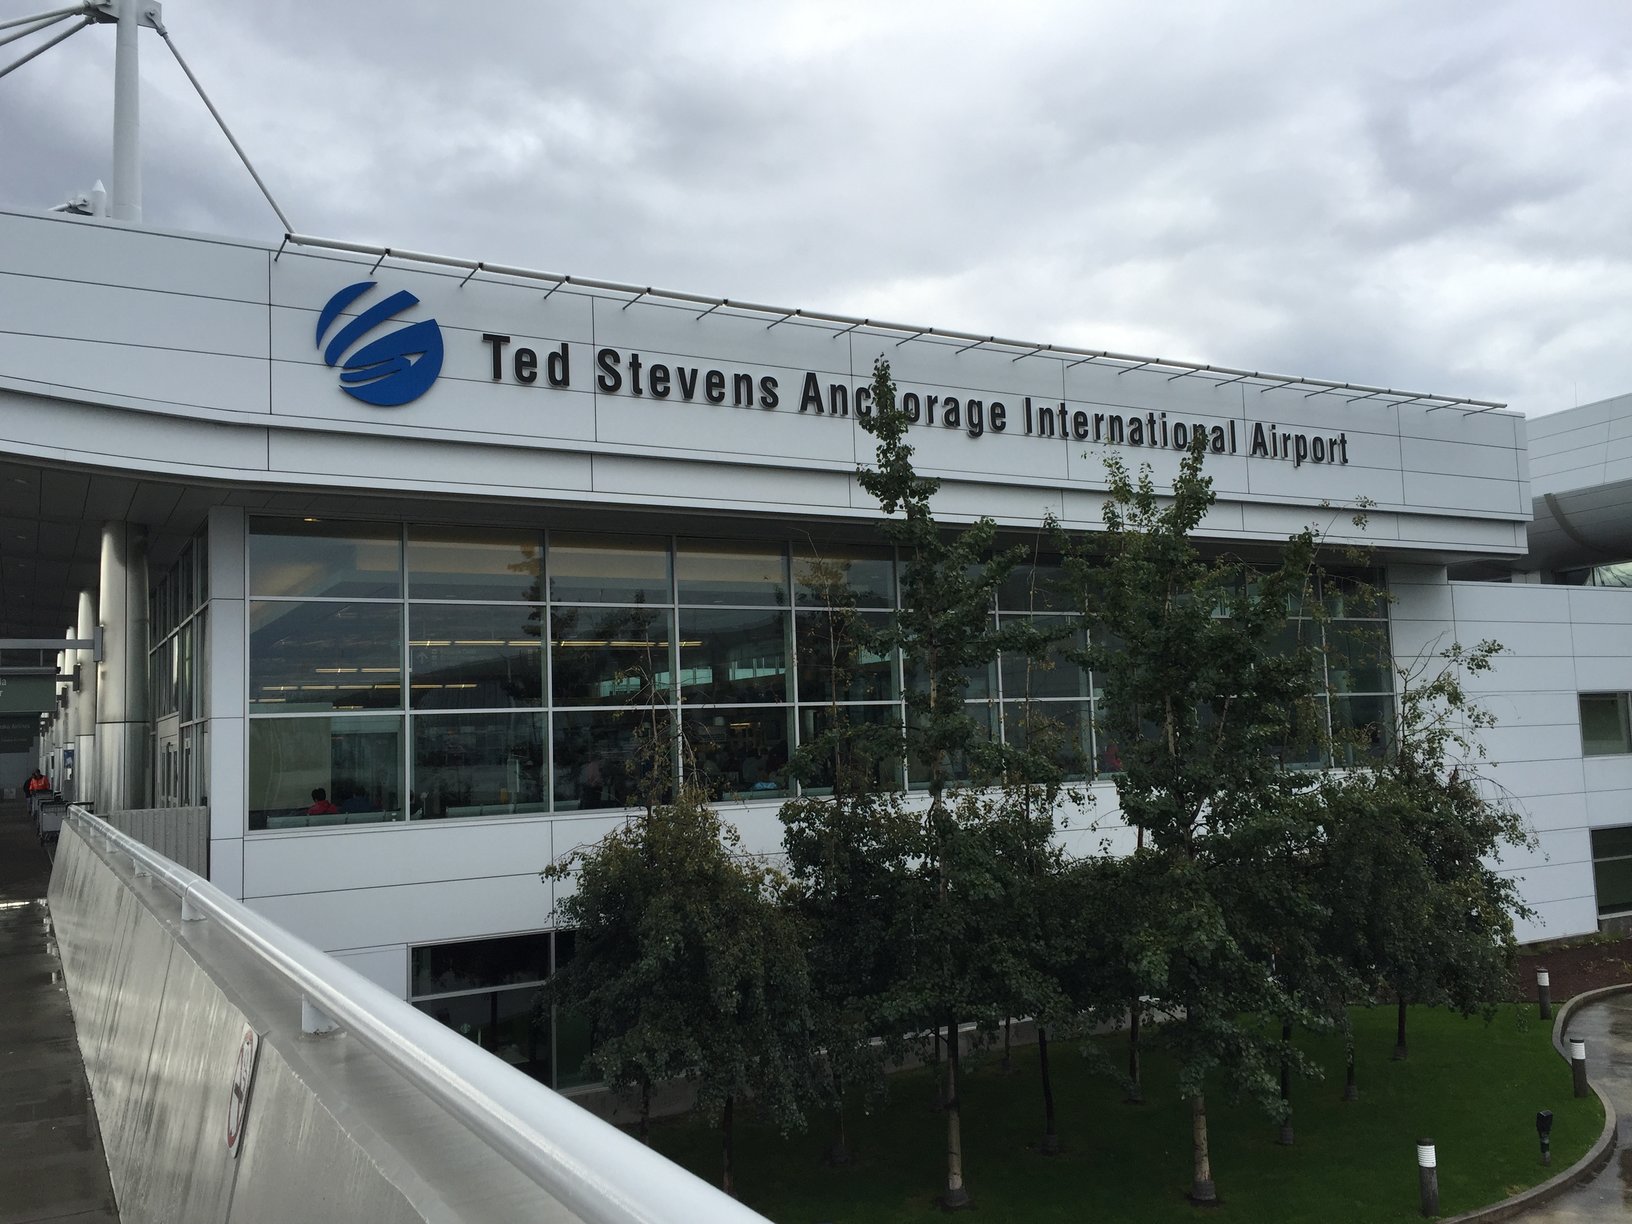 Ted Stevens Anchorage International Airport